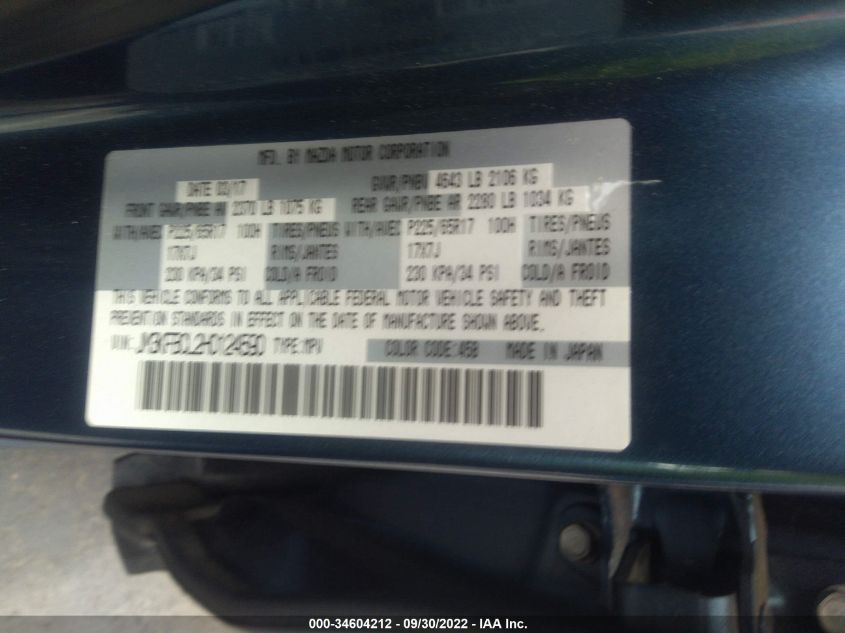 MFD. BY MAZDA MOTOR CORPORATION
DATE 03/17 GVWR/PNBV 4643 LB 2106 KG
FRONT GAWR/PNBE AV 2370 LB 1075 KG REAR GAWR/PNBE AR 2280 LB 1034 KG
WITH/AVEC P225/65R17 100H TIRES/PNEUS WITH/AVEC P225/65R17 100H TIRES/PNEUS
17X7J RIMS/JANTES 17X7J RIMS/JANTES
230 KPA/34 PSI COLD/A FROID 230 KPA/34 PSI COLD/A FROID
THIS VEHICLE CONFORMS TO ALL APPLICABLE FEDERAL MOTOR VEHICLE SAFETY AND THEFT
PREVENTION STANDARDS IN EFFECT ON THE DATE OF MANUFACTURE SHOWN ABOVE.
VIN: TYPE:MPV COLOR CODE:45B MADE IN JAPAN
000-34604212 - 09/30/2022 - IAA Inc.